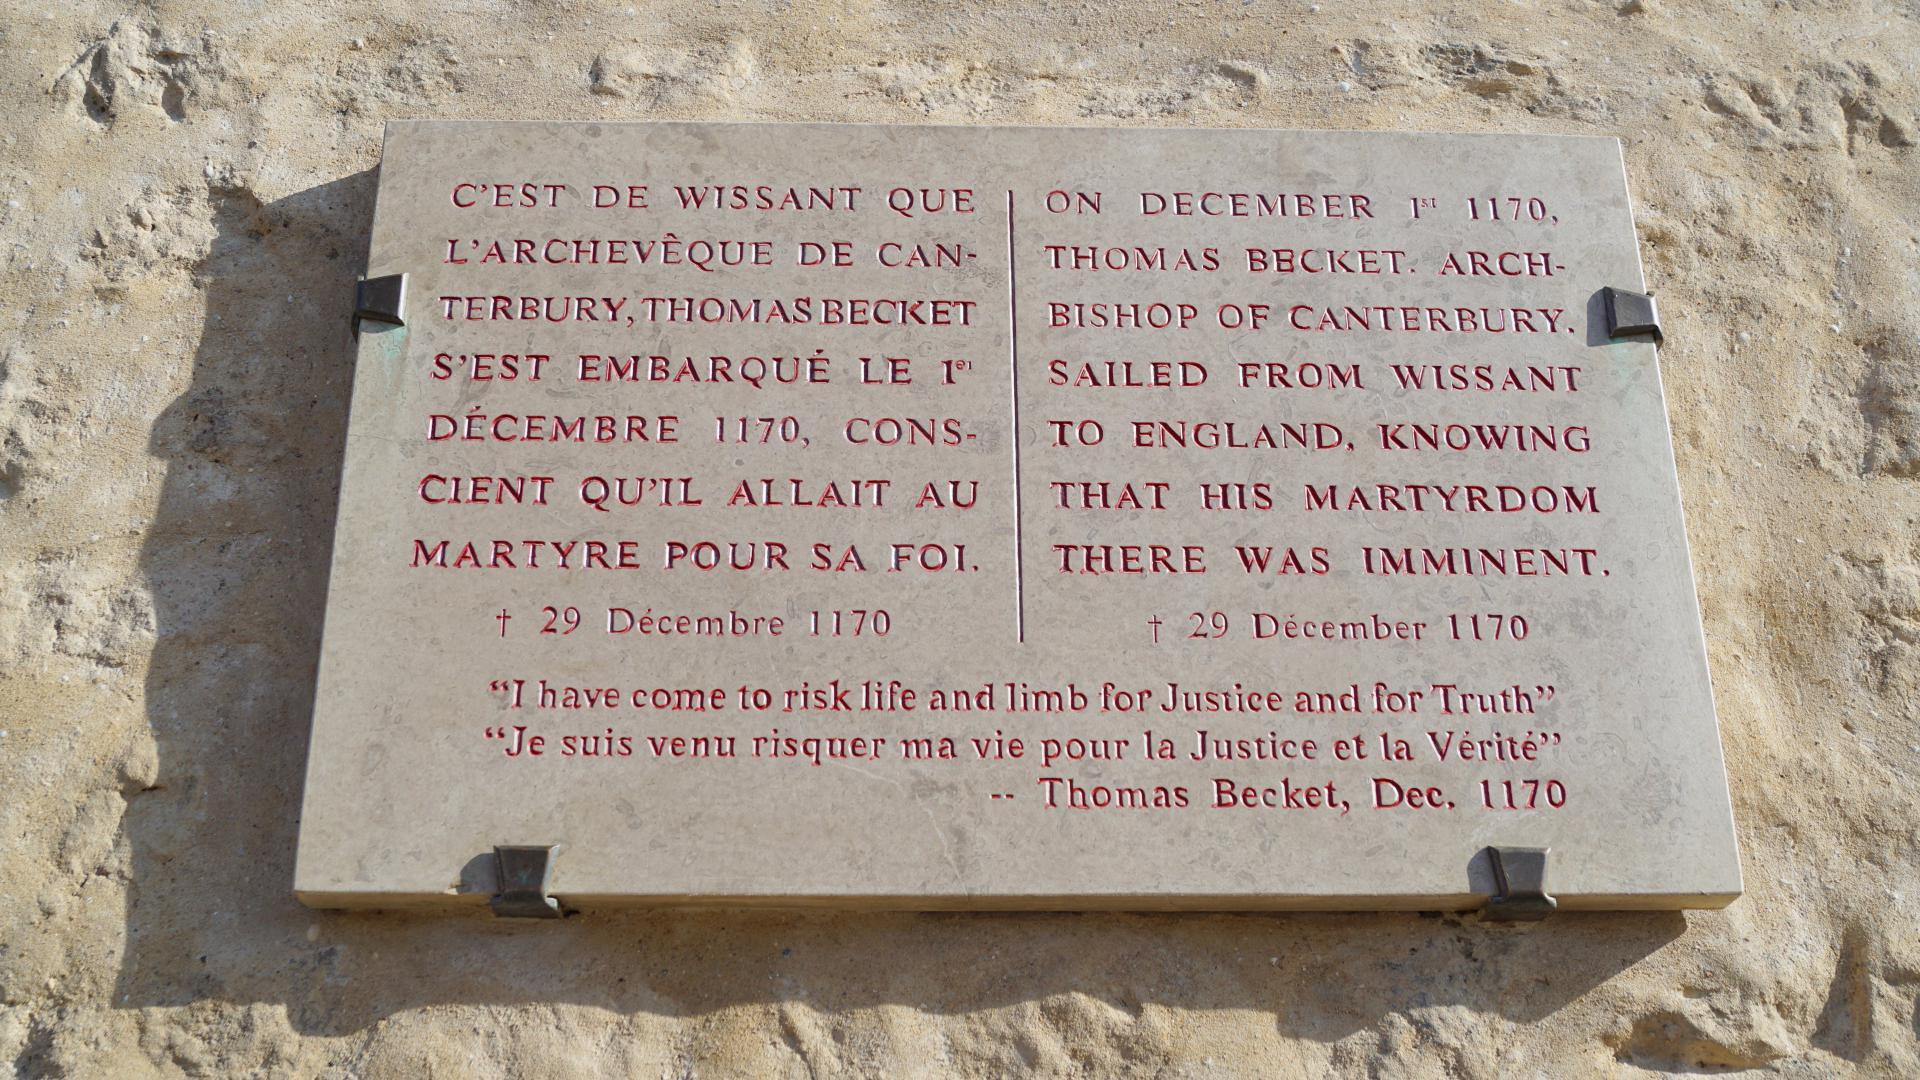 C'EST DE WISSANT QUE
L'ARCHEVÊQUE DE CAN-
TERBURY, THOMAS BECKET
S'EST EMBARQUÉ LE 1er
DÉCEMBRE 1170, CONS-
CIENT QU'IL ALLAIT AU
MARTYRE POUR SA FOI.
† 29 Décembre 1170
ON DECEMBER 1st 1170,
THOMAS BECKET. ARCH-
BISHOP OF CANTERBURY.
SAILED FROM WISSANT
TO ENGLAND, KNOWING
THAT HIS MARTYRDOM
THERE WAS IMMINENT.
† 29 Décember 1170
“I have come to risk life and limb for Justice and for Truth”
“Je suis venu risquer ma vie pour la Justice et la Vérité”
-- Thomas Becket, Dec. 1170